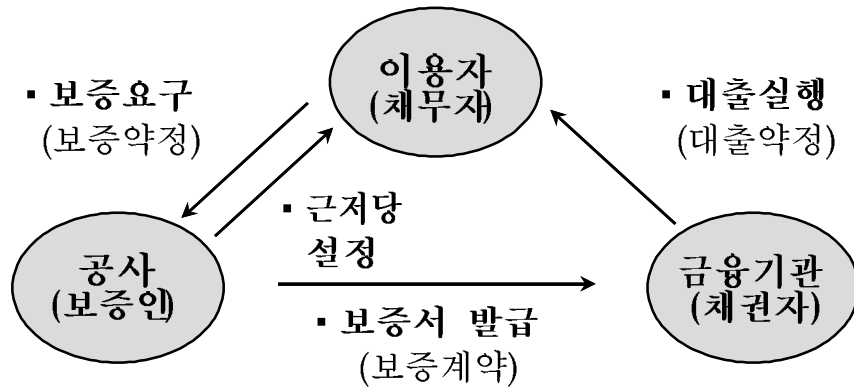 이용자
(채무자)
▪ 보증요구
(보증약정)
▪ 대출실행
(대출약정)
▪ 근저당
설정
공사
(보증인)
금융기관
(채권자)
▪ 보증서 발급
(보증계약)